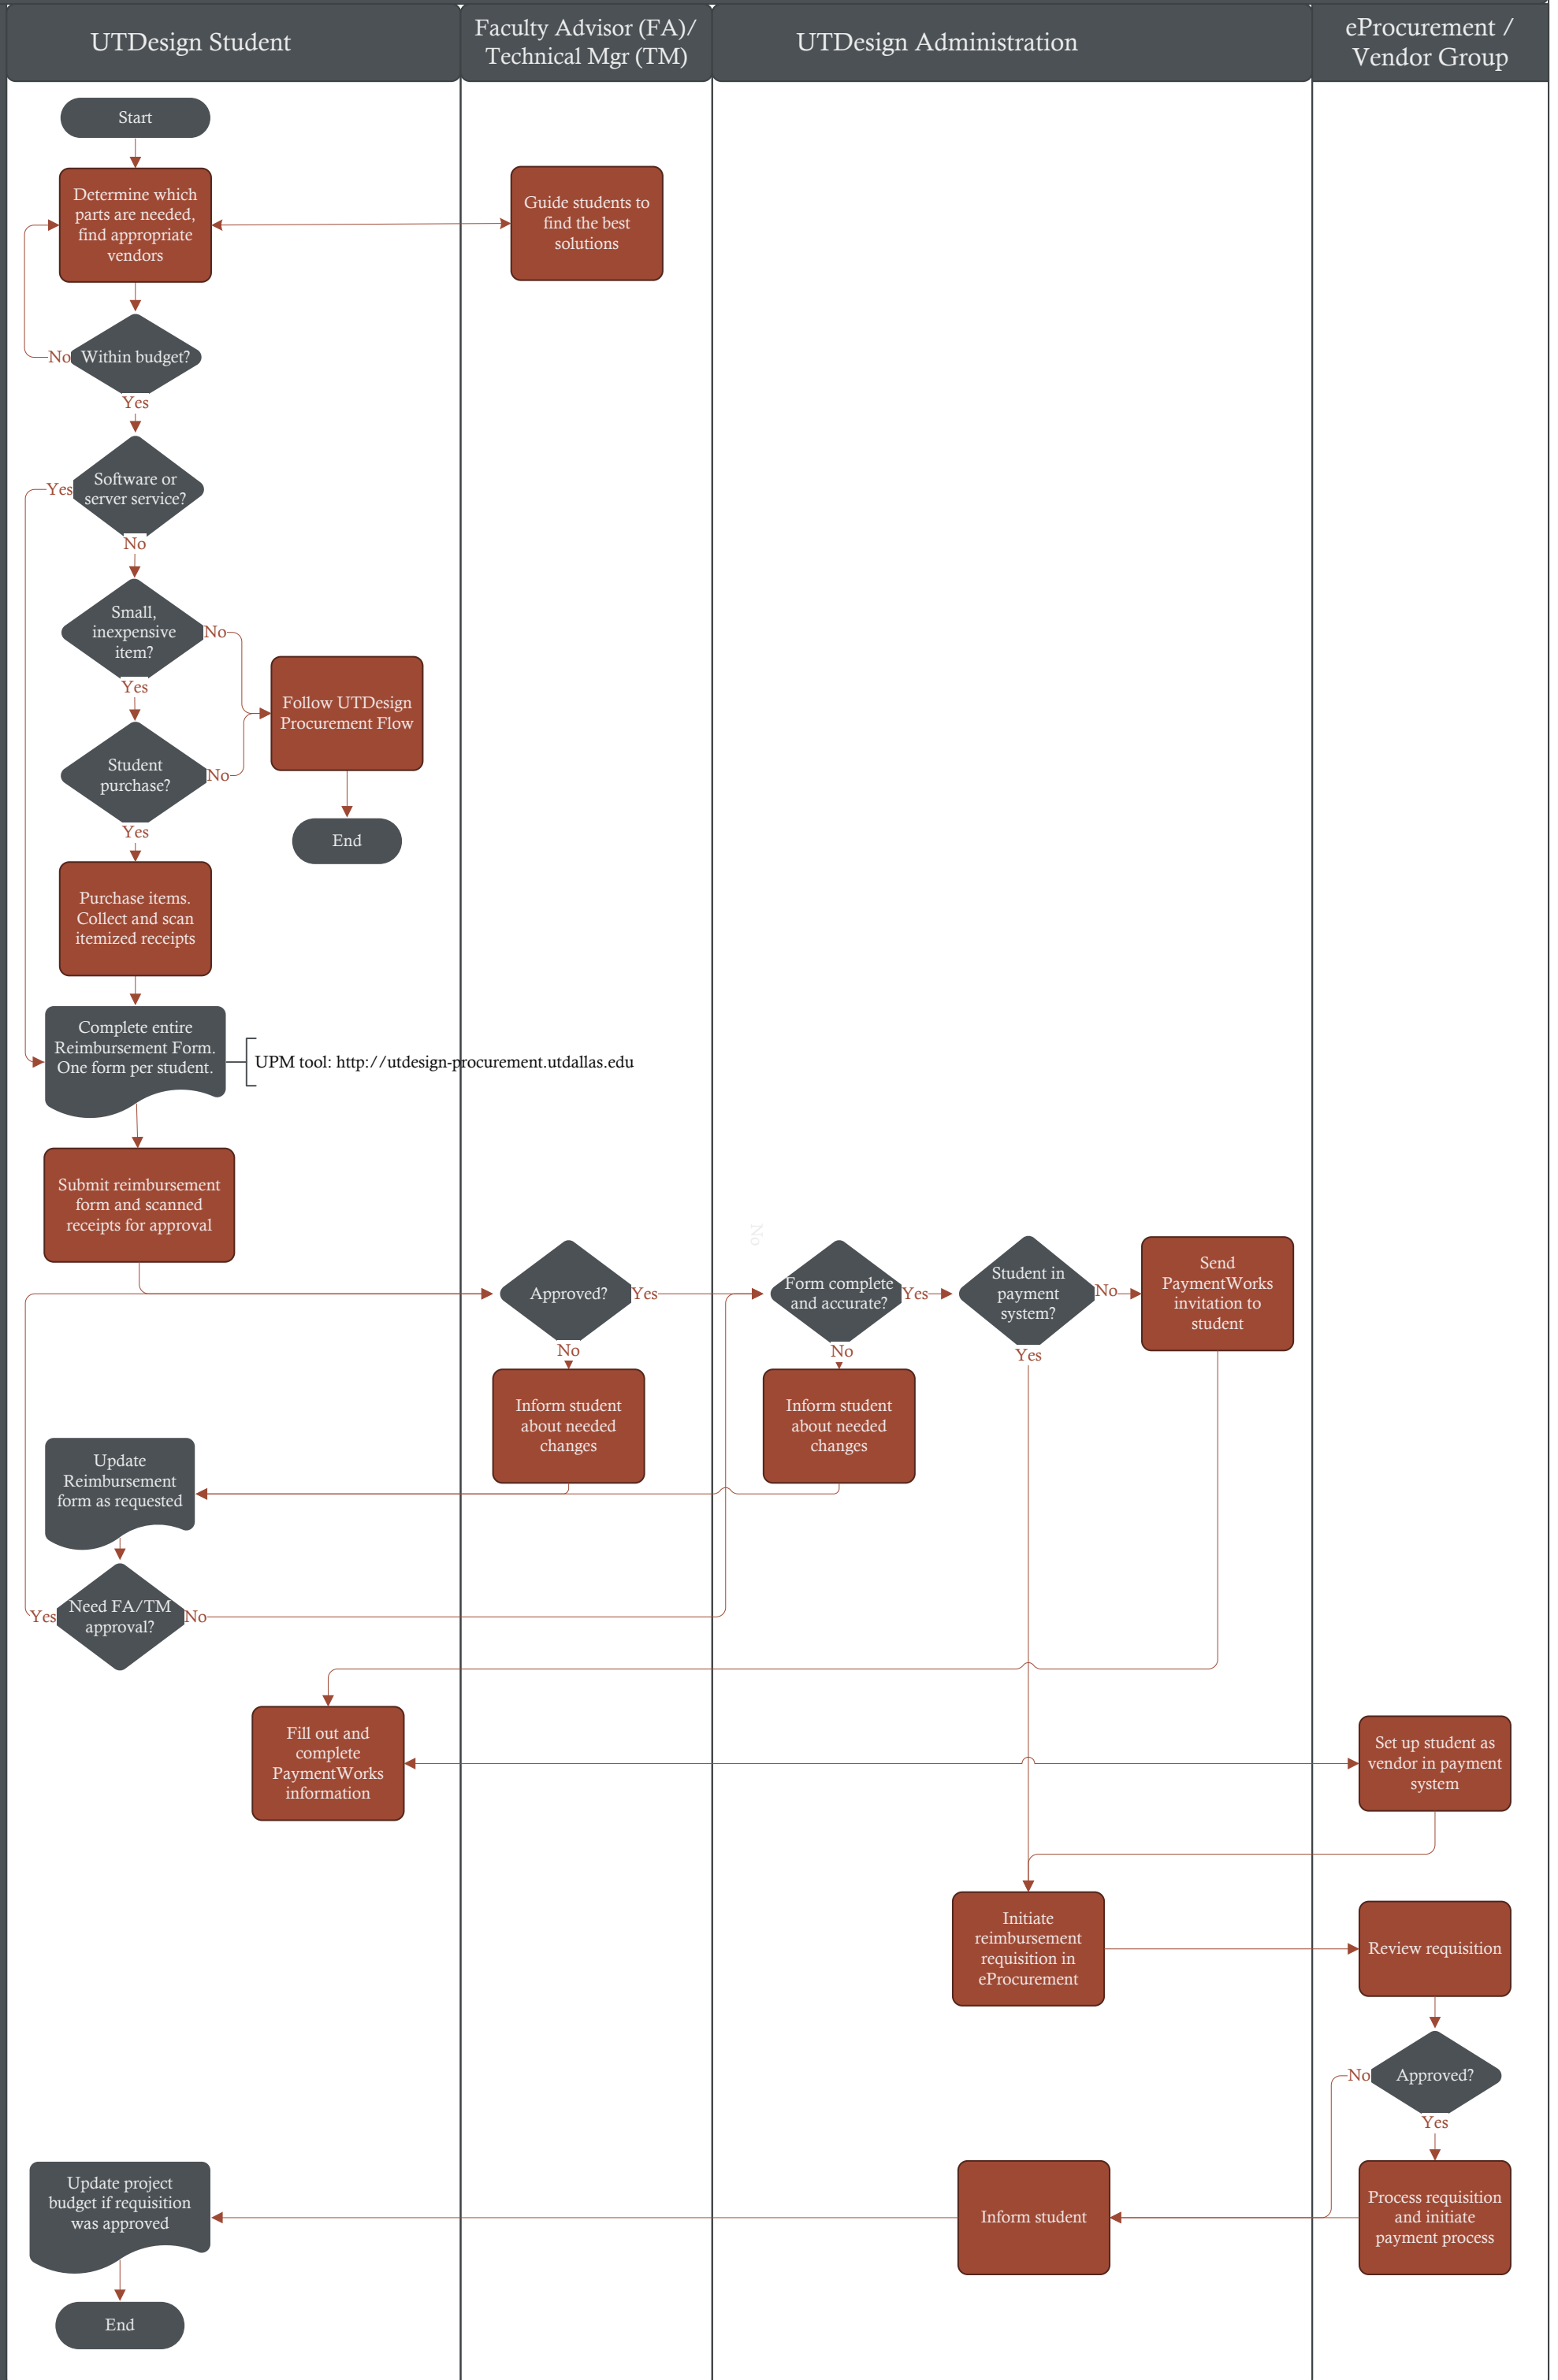 UTDesign Student
Faculty Advisor (FA)/
Technical Mgr (TM)
UTDesign Administration
eProcurement /
Vendor Group
Start
Determine which
parts are needed,
find appropriate
vendors
Guide students to
find the best
solutions
No
Within budget?
Yes
Yes
Software or
server service?
No
Small,
inexpensive
item?
No
Yes
Follow UTDesign
Procurement Flow
Student
purchase?
No
Yes
End
Purchase items.
Collect and scan
itemized receipts
Complete entire
Reimbursement Form.
One form per student.
UPM tool: http://utdesign-procurement.utdallas.edu
Submit reimbursement
form and scanned
receipts for approval
No
Approved?
Yes
No
Form complete
and accurate?
Yes
No
Student in
payment
system?
No
Yes
Send
PaymentWorks
invitation to
student
Inform student
about needed
changes
Inform student
about needed
changes
Update
Reimbursement
form as requested
Yes
Need FA/TM
approval?
No
Fill out and
complete
PaymentWorks
information
Set up student as
vendor in payment
system
Initiate
reimbursement
requisition in
eProcurement
Review requisition
No
Approved?
Yes
Update project
budget if requisition
was approved
Inform student
Process requisition
and initiate
payment process
End